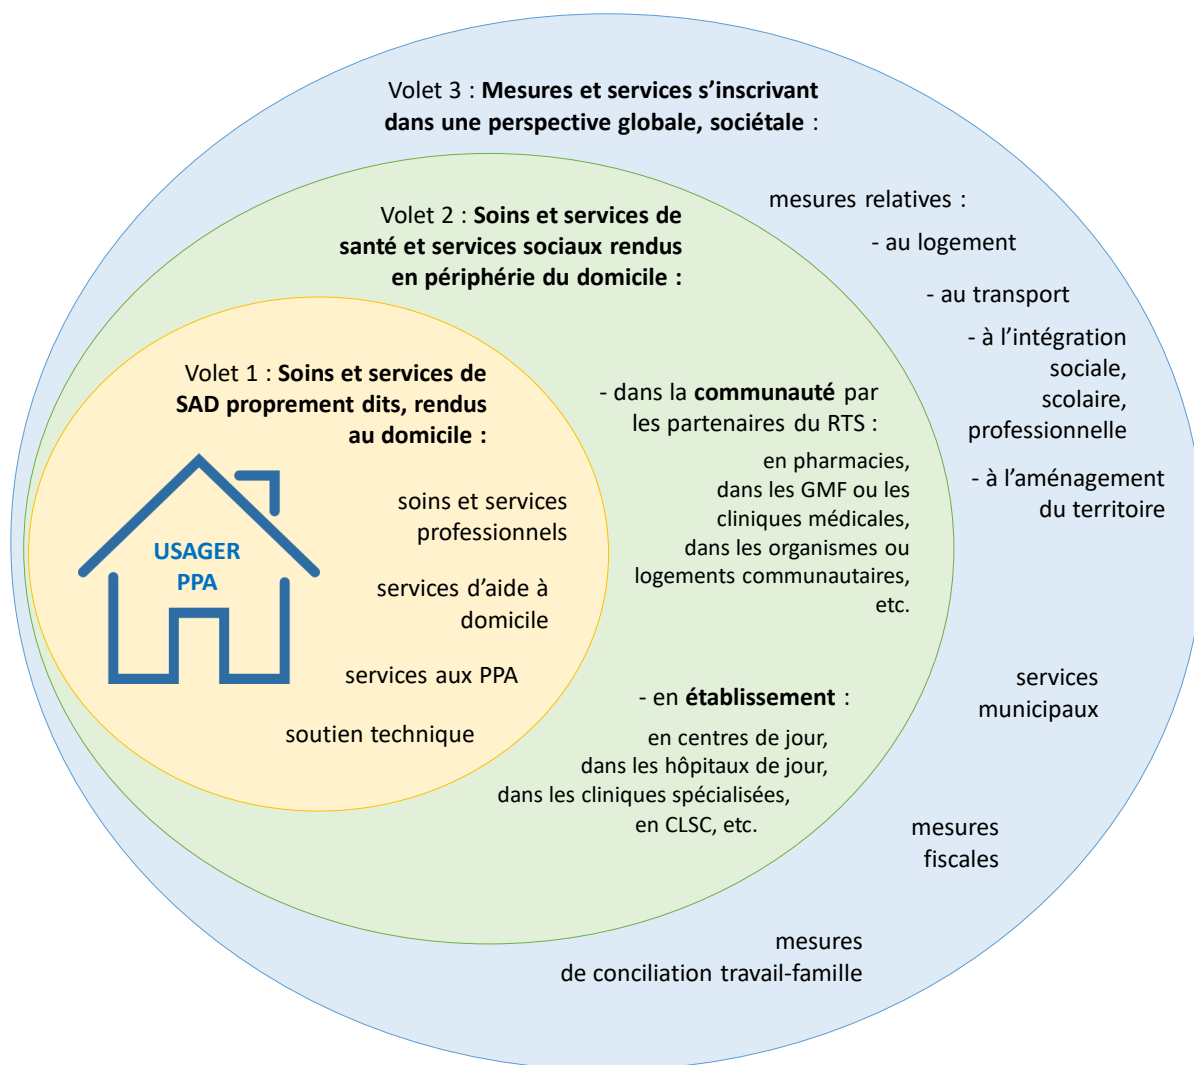 Volet 3 : Mesures et services s’inscrivant
dans une perspective globale, sociétale :
mesures relatives :
- au logement
- au transport
- à l’intégration
sociale,
scolaire,
professionnelle
- à l’aménagement
du territoire
services
municipaux
mesures
fiscales
mesures
de conciliation travail-famille
Volet 2 : Soins et services de
santé et services sociaux rendus
en périphérie du domicile :
- dans la communauté par
les partenaires du RTS :
en pharmacies,
dans les GMF ou les
cliniques médicales,
dans les organismes ou
logements communautaires,
etc.
- en établissement :
en centres de jour,
dans les hôpitaux de jour,
dans les cliniques spécialisées,
en CLSC, etc.
Volet 1 : Soins et services de
SAD proprement dits, rendus
au domicile :
USAGER
PPA
soins et services
professionnels
services d’aide à
domicile
services aux PPA
soutien technique